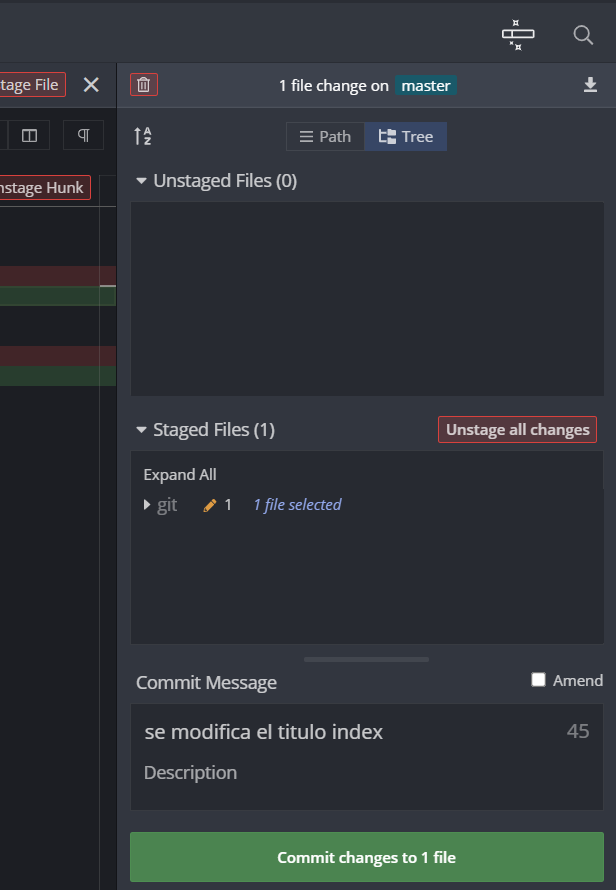 tage File
1 file change on master
A
Z
Path
Tree
nstage Hunk
Unstaged Files (0)
Staged Files (1)
Unstage all changes
Expand All
git 1 1 file selected
Commit Message
Amend
se modifica el titulo index
45
Description
Commit changes to 1 file